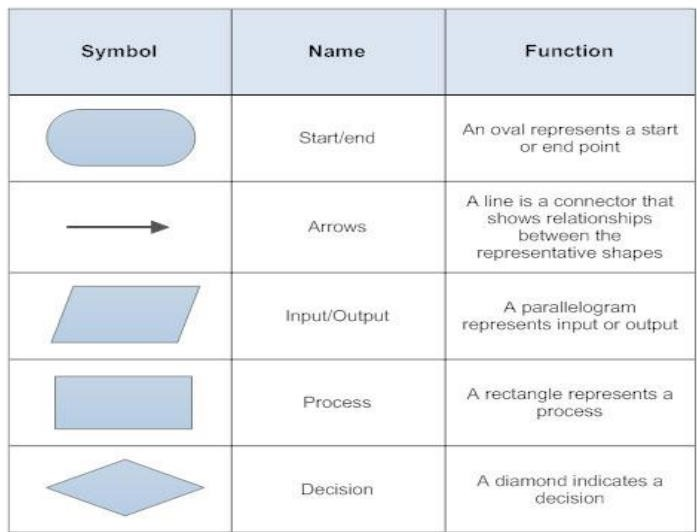 Symbol
Name
Function
Start/end
An oval represents a start
or end point
Arrows
A line is a connector that
shows relationships
between the
representative shapes
Input/Output
A parallelogram
represents input or output
Process
A rectangle represents a
process
Decision
A diamond indicates a
decision